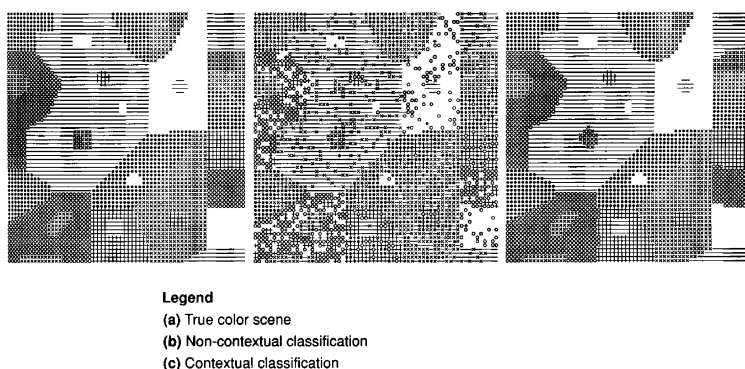 Legend
(a) True color scene
(b) Non-contextual classification
(c) Contextual classification